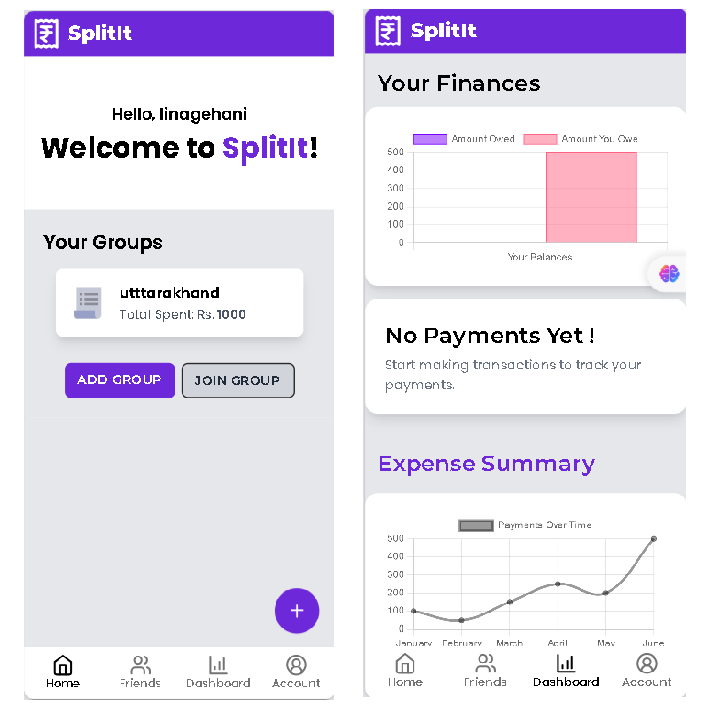 SplitIt
Hello, linagehani
Welcome to SplitIt!
Your Groups
utttarakhand
Total Spent: Rs. 1000
ADD GROUP
JOIN GROUP
+
Home
Friends
Dashboard
Account
SplitIt
Your Finances
Amount Owed
Amount You Owe
500
400
300
200
100
0
Your Balances
No Payments Yet !
Start making transactions to track your
payments.
Expense Summary
Payments Over Time
500
400
300
200
100
0
January
February
March
April
May
June
Home
Friends
Dashboard
Account